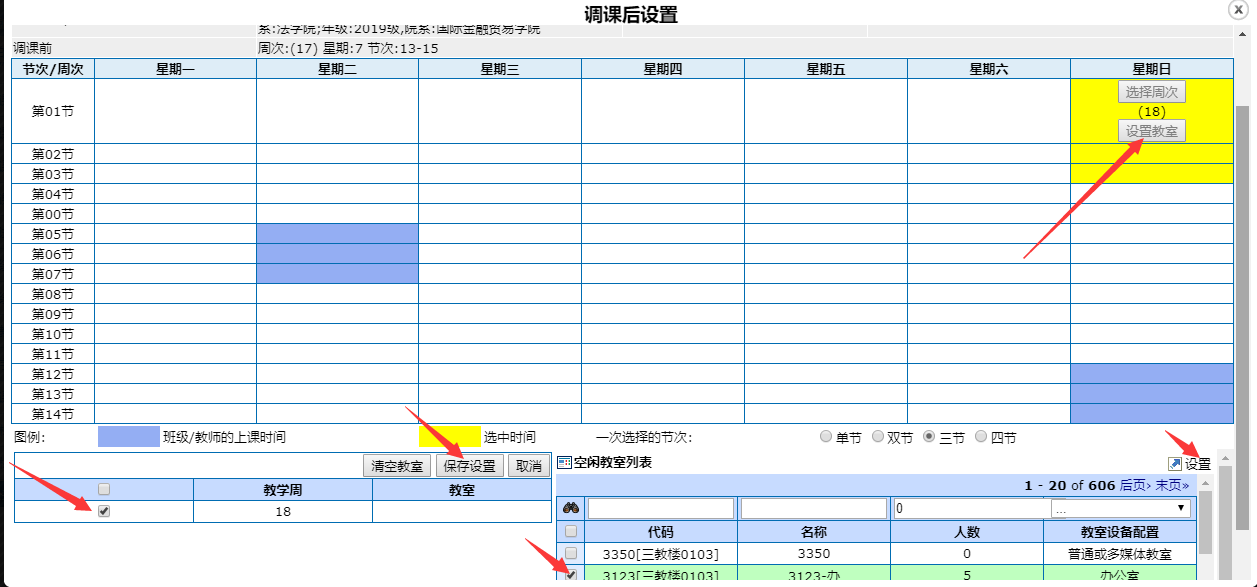 调课后设置
系:法学院;年级:2019级,院系:国际金融贸易学院
调课前 周次:(17) 星期:7 节次:13-15
节次/周次 星期一 星期二 星期三 星期四 星期五 星期六 星期日
选择周次
第01节 (18)
设置教室
第02节
第03节
第04节
第00节
第05节
第06节
第07节
第08节
第09节
第10节
第11节
第12节
第13节
第14节
图例: 班级/教师的上课时间 选中时间 一次选择的节次: 单节 双节 三节 四节
清空教室 保存设置 取消 空闲教室列表 设置
1 - 20 of 606 后页› 末页»
教学周 教室
18
0 ...
代码 名称 人数 教室设备配置
3350[三教楼0103] 3350 0 普通或多媒体教室
3123[三教楼0103] 3123-办 5 办公室